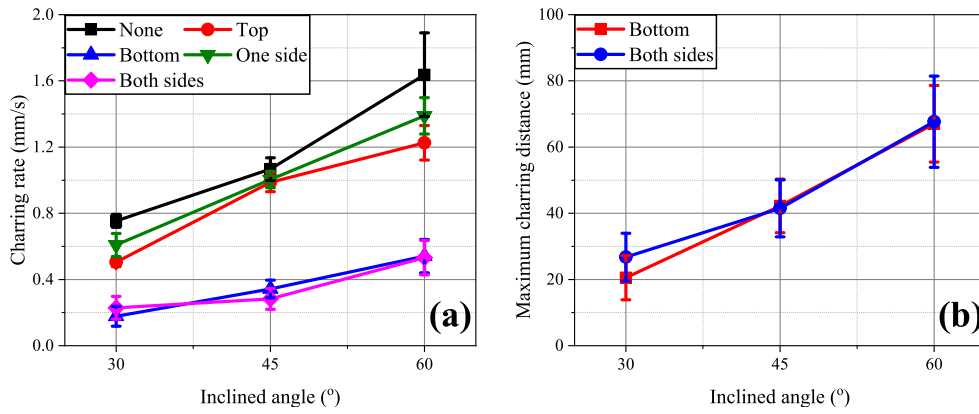 None
Top
Bottom
One side
Both sides
Charring rate (mm/s)
2.0
1.6
1.2
0.8
0.4
0.0
30
45
60
Inclined angle (°)
(a)
Bottom
Both sides
Maximum charring distance (mm)
100
80
60
40
20
0
30
45
60
Inclined angle (°)
(b)